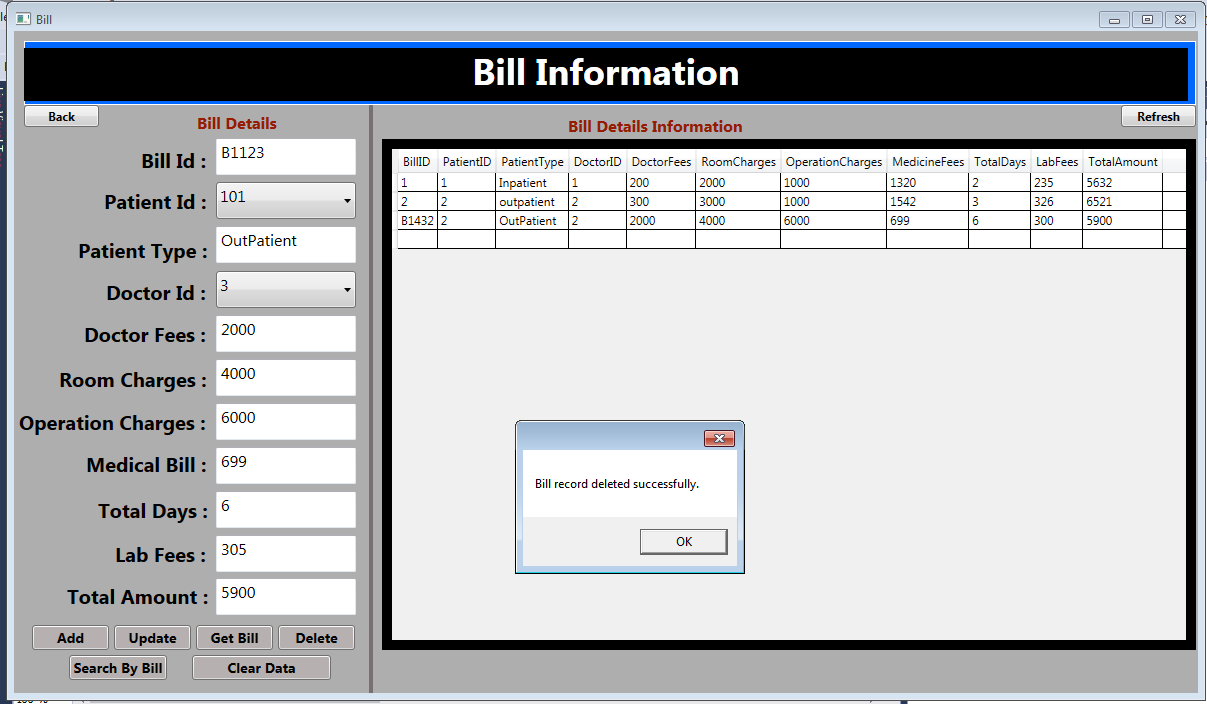 Bill
Bill Information
Back
Refresh
Bill Details
Bill Id : B1123
Patient Id : 101
Patient Type : OutPatient
Doctor Id : 3
Doctor Fees : 2000
Room Charges : 4000
Operation Charges : 6000
Medical Bill : 699
Total Days : 6
Lab Fees : 305
Total Amount : 5900
Add Update Get Bill Delete
Search By Bill Clear Data
Bill Details Information
BillID PatientID PatientType DoctorID DoctorFees RoomCharges OperationCharges MedicineFees TotalDays LabFees TotalAmount
1 1 Inpatient 1 200 2000 1000 1320 2 235 5632
2 2 outpatient 2 300 3000 1000 1542 3 326 6521
B1432 2 OutPatient 2 2000 4000 6000 699 6 300 5900
Bill record deleted successfully.
OK